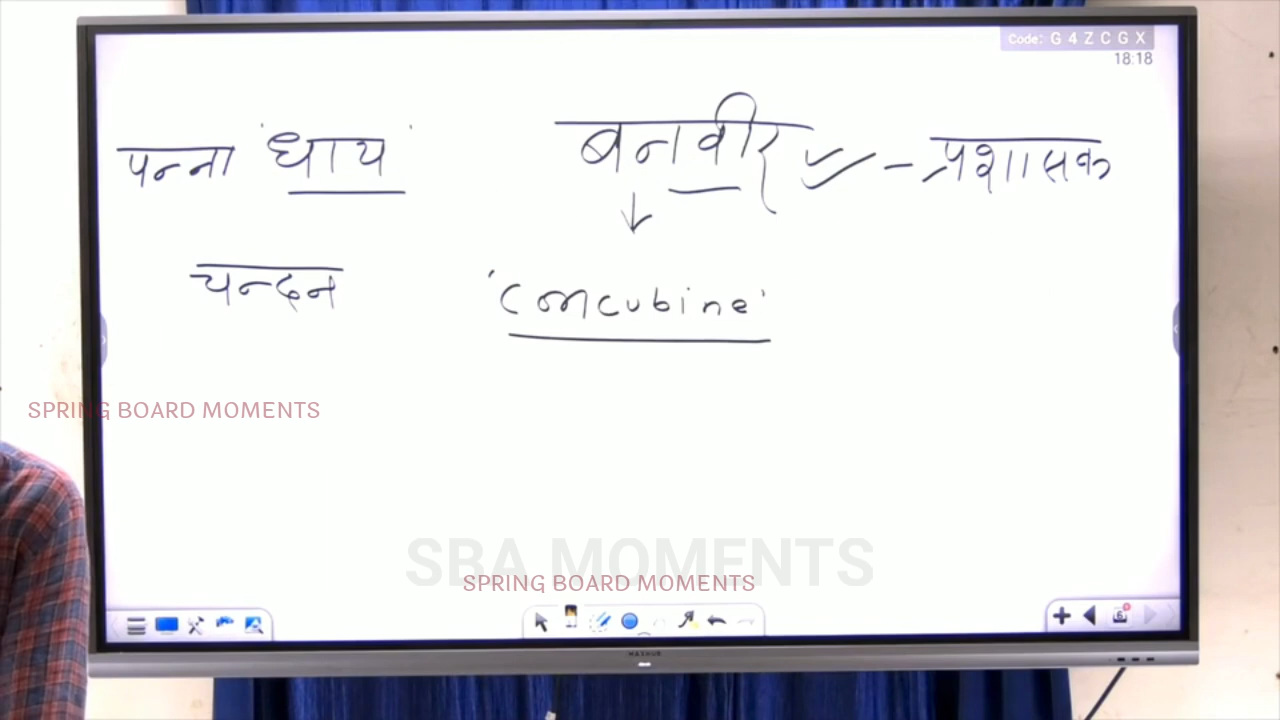 Code: G 4 Z C G X
18:18
पन्ना 'धाय' बनवीर - प्रशासक
↓
चन्दन 'Concubine'
SPRING BOARD MOMENTS
SBA MOMENTS
SPRING BOARD MOMENTS
MAXHUB